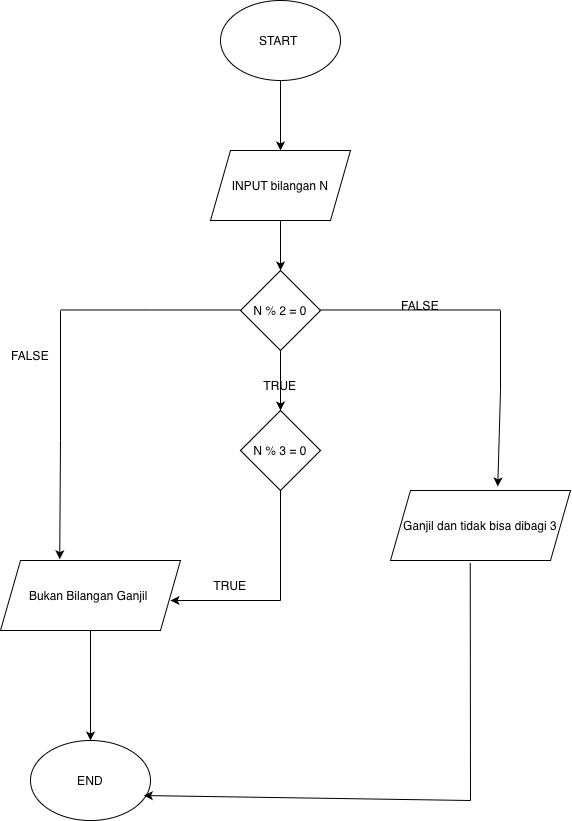 START
INPUT bilangan N
N % 2 = 0
FALSE
FALSE
TRUE
N % 3 = 0
Ganjil dan tidak bisa dibagi 3
TRUE
Bukan Bilangan Ganjil
END